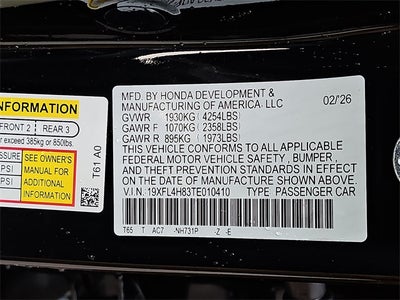 INFORMATION
FRONT 2 REAR 3
exceed 385kg or 850lbs.
SEE OWNER'S
MANUAL FOR
ADDITIONAL
INFORMATION
PSI
PSI
T61 A0
MFD. BY HONDA DEVELOPMENT &
MANUFACTURING OF AMERICA, LLC 02/26
GVWR 1930KG 4254LBS
GAWR F 1070KG 2358LBS
GAWR R 895KG 1973LBS
THIS VEHICLE CONFORMS TO ALL APPLICABLE
FEDERAL MOTOR VEHICLE SAFETY, BUMPER,
AND THEFT PREVENTION STANDARDS IN EFFECT ON
THE DATE OF MANUFACTURE SHOWN ABOVE.
V.I.N: 19XFL4H83TE010410 TYPE: PASSENGER CAR
T65 T AC7 -NH731P -Z -E